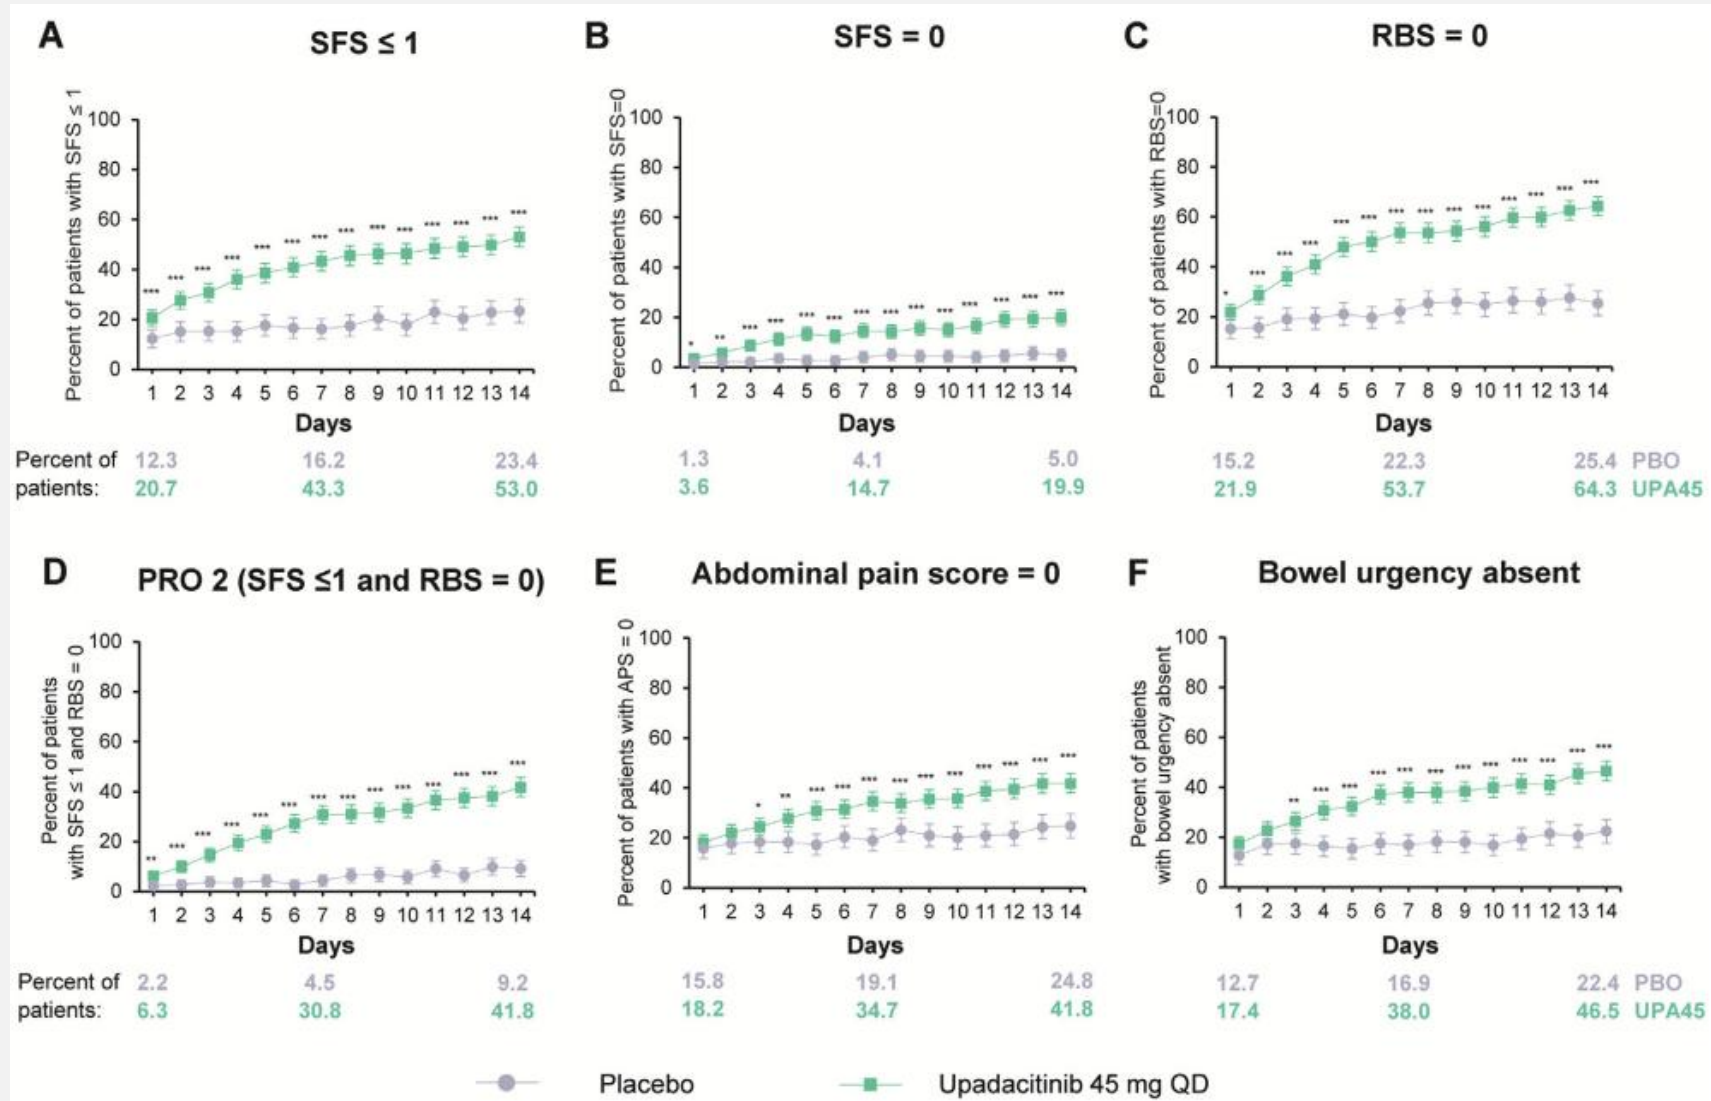 A SFS ≤ 1
Percent of patients with SFS ≤ 1
100
80
60
40
20
0
*** *** *** *** *** *** *** *** *** *** *** *** *** ***
1 2 3 4 5 6 7 8 9 10 11 12 13 14
Days
Percent of patients:
12.3 16.2 23.4
20.7 43.3 53.0
B SFS = 0
Percent of patients with SFS=0
100
80
60
40
20
0
* ** *** *** *** *** *** *** *** *** *** *** *** ***
1 2 3 4 5 6 7 8 9 10 11 12 13 14
Days
1.3 4.1 5.0
3.6 14.7 19.9
C RBS = 0
Percent of patients with RBS=0
100
80
60
40
20
0
* *** *** *** *** *** *** *** *** *** *** *** *** ***
1 2 3 4 5 6 7 8 9 10 11 12 13 14
Days
15.2 22.3 25.4 PBO
21.9 53.7 64.3 UPA45
D PRO 2 (SFS ≤1 and RBS = 0)
Percent of patients
with SFS ≤ 1 and RBS = 0
100
80
60
40
20
0
** *** *** *** *** *** *** *** *** *** *** *** *** ***
1 2 3 4 5 6 7 8 9 10 11 12 13 14
Days
Percent of patients:
2.2 4.5 9.2
6.3 30.8 41.8
E Abdominal pain score = 0
Percent of patients with APS = 0
100
80
60
40
20
0
* ** *** *** *** *** *** *** *** *** *** ***
1 2 3 4 5 6 7 8 9 10 11 12 13 14
Days
15.8 19.1 24.8
18.2 34.7 41.8
F Bowel urgency absent
Percent of patients
with bowel urgency absent
100
80
60
40
20
0
** *** *** *** *** *** *** *** *** *** *** ***
1 2 3 4 5 6 7 8 9 10 11 12 13 14
Days
12.7 16.9 22.4 PBO
17.4 38.0 46.5 UPA45
Placebo
Upadacitinib 45 mg QD